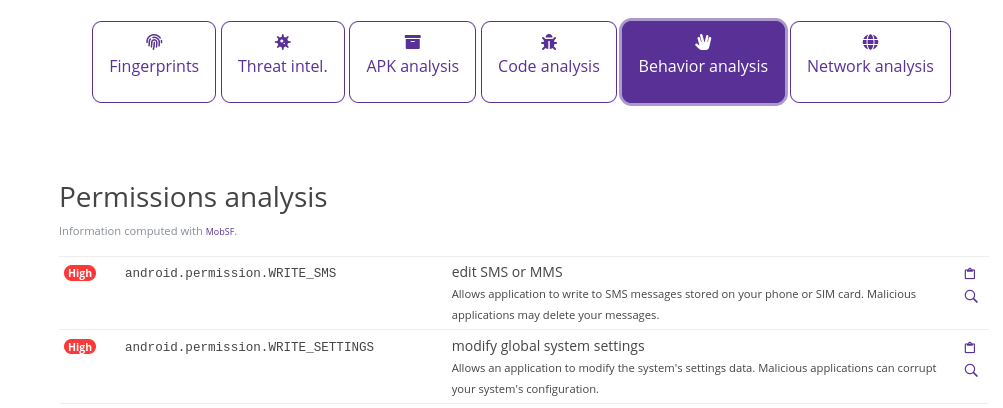 Fingerprints
Threat intel.
APK analysis
Code analysis
Behavior analysis
Network analysis
Permissions analysis
Information computed with MobSF.
High
android.permission.WRITE_SMS
edit SMS or MMS
Allows application to write to SMS messages stored on your phone or SIM card. Malicious
applications may delete your messages.
High
android.permission.WRITE_SETTINGS
modify global system settings
Allows an application to modify the system's settings data. Malicious applications can corrupt
your system's configuration.